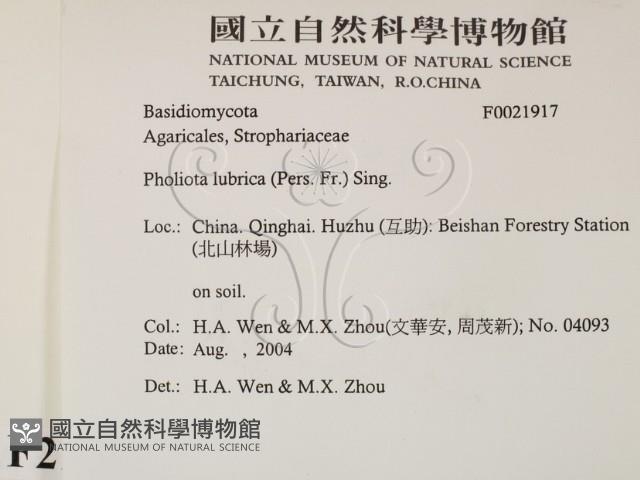 國立自然科學博物館
NATIONAL MUSEUM OF NATURAL SCIENCE
TAICHUNG, TAIWAN, R.O.CHINA
Basidiomycota F0021917
Agaricales, Strophariaceae
Pholiota lubrica (Pers. Fr.) Sing.
Loc.: China. Qinghai. Huzhu (互助): Beishan Forestry Station
(北山林場)
on soil.
Col.: H.A. Wen & M.X. Zhou(文華安, 周茂新); No. 04093
Date: Aug. , 2004
Det.: H.A. Wen & M.X. Zhou
國立自然科學博物館
NATIONAL MUSEUM OF NATURAL SCIENCE
F2